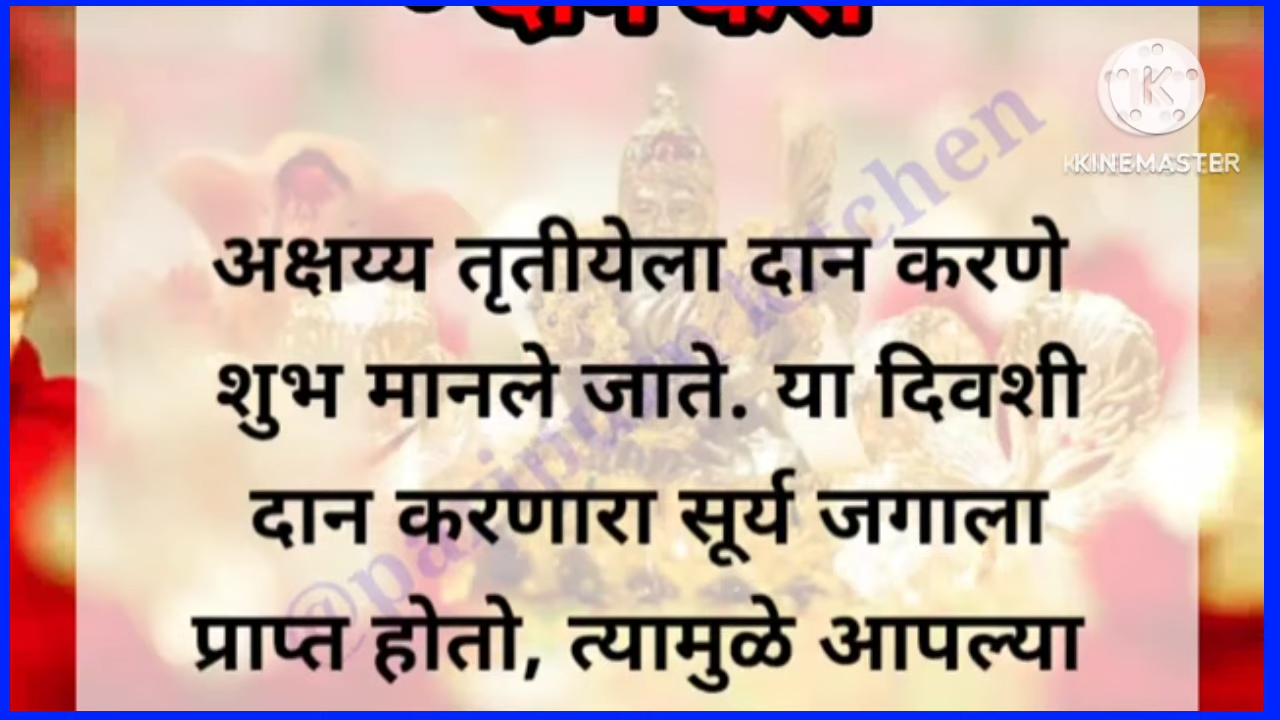 KINEMASTER
अक्षय्य तृतीयेला दान करणे
शुभ मानले जाते. या दिवशी
दान करणारा सूर्य जगाला
प्राप्त होतो, त्यामुळे आपल्या